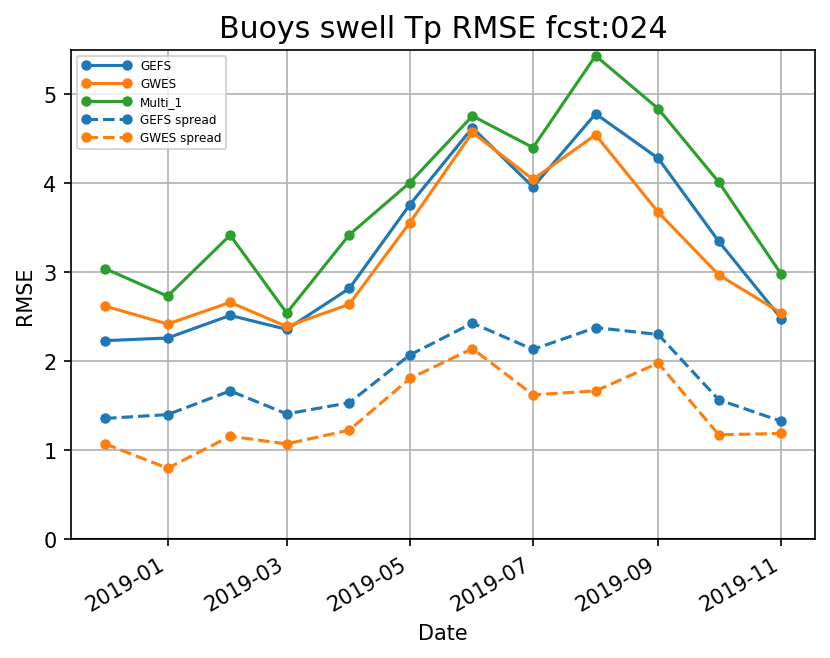 Buoys swell Tp RMSE fcst:024
GEFS
GWES
Multi_1
GEFS spread
GWES spread
RMSE
5
4
3
2
1
0
2019-01
2019-03
2019-05
2019-07
2019-09
2019-11
Date